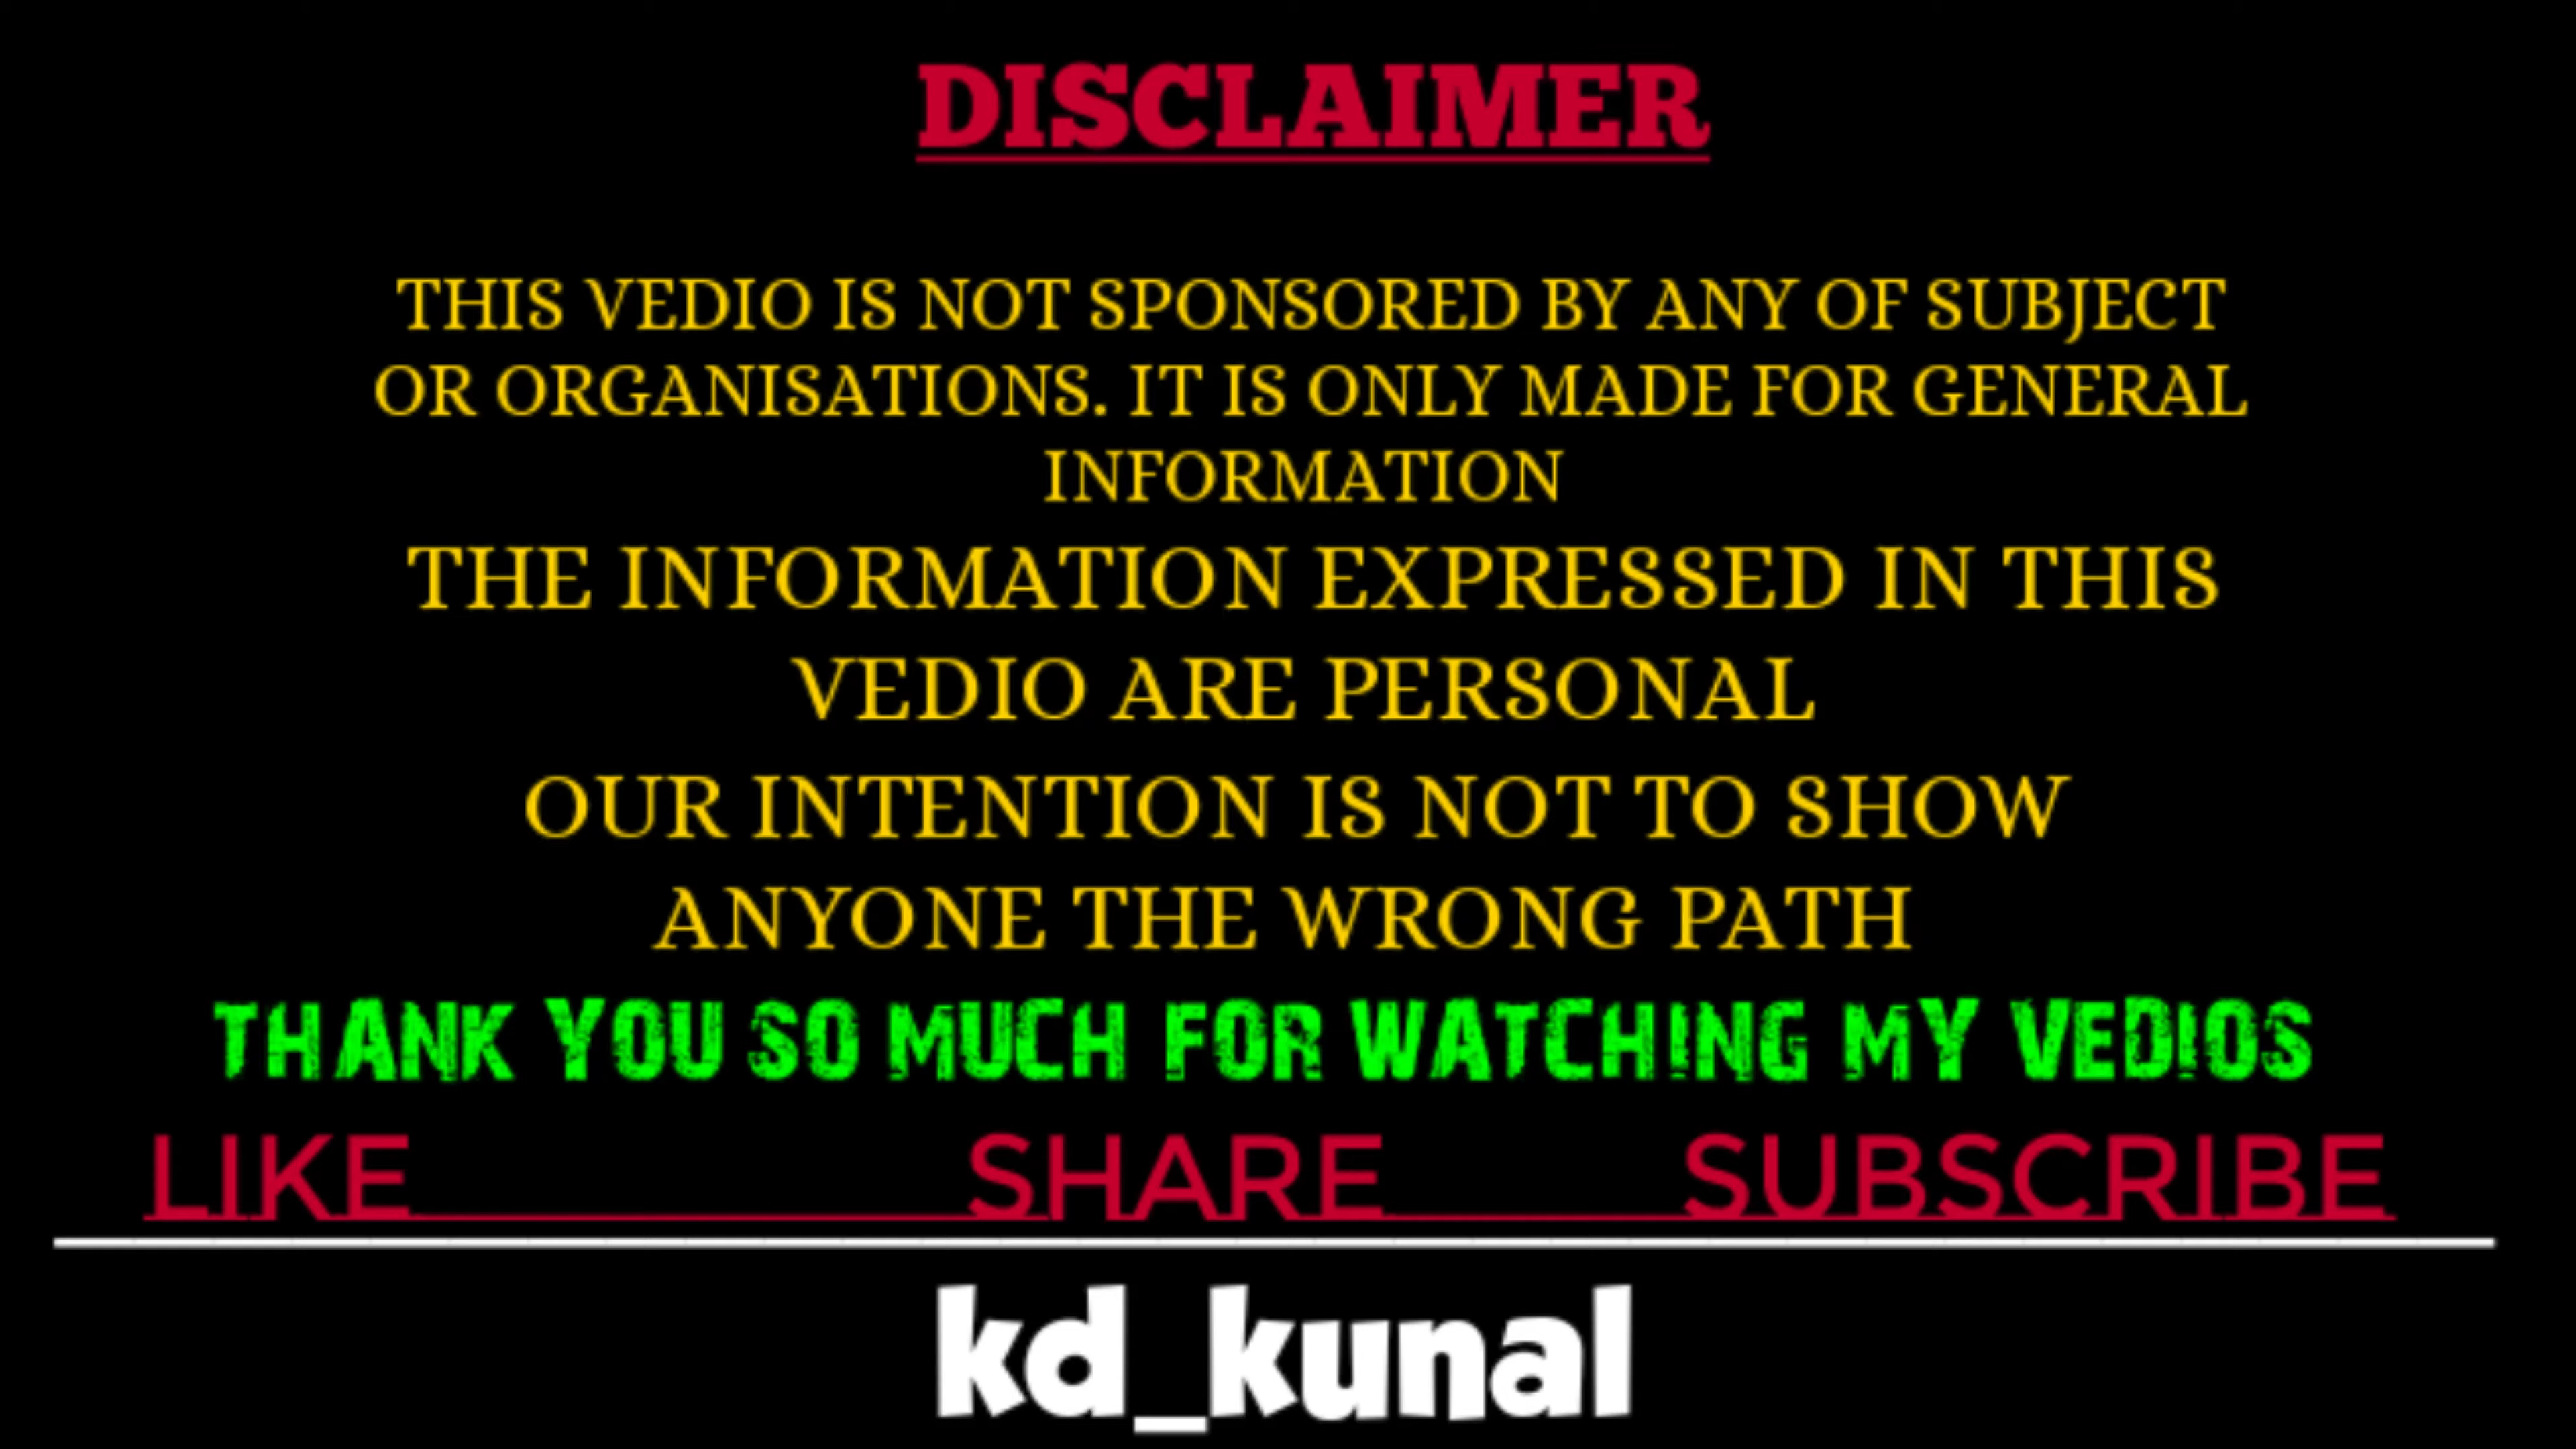 DISCLAIMER
THIS VEDIO IS NOT SPONSORED BY ANY OF SUBJECT
OR ORGANISATIONS. IT IS ONLY MADE FOR GENERAL
INFORMATION
THE INFORMATION EXPRESSED IN THIS
VEDIO ARE PERSONAL
OUR INTENTION IS NOT TO SHOW
ANYONE THE WRONG PATH
THANK YOU SO MUCH FOR WATCHING MY VEDIOS
LIKE SHARE SUBSCRIBE
kd_kunal